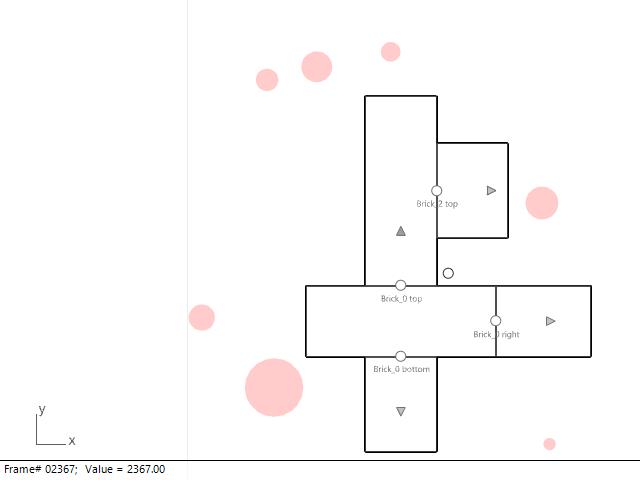 Brick_2 top
Brick_0 top
Brick_0 right
Brick_0 bottom
y
x
Frame# 02367; Value = 2367.00